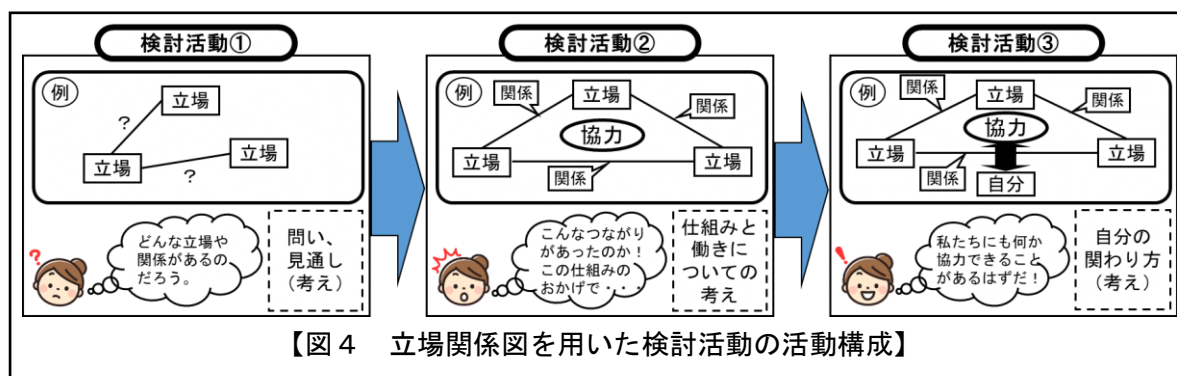 検討活動①
例
立場
?
立場
立場
?
どんな立場や
関係があるの
だろう。
?
問い、
見通し
(考え)
検討活動②
例
関係
立場
関係
協力
立場
立場
関係
こんなつながり
があったのか!
この仕組みの
おかげで・・・
仕組みと
働きに
ついての
考え
検討活動③
例
関係
立場
関係
協力
立場
立場
関係
自分
!
私たちにも何か
協力できること
があるはずだ!
自分の
関わり方
(考え)
【図4 立場関係図を用いた検討活動の活動構成】